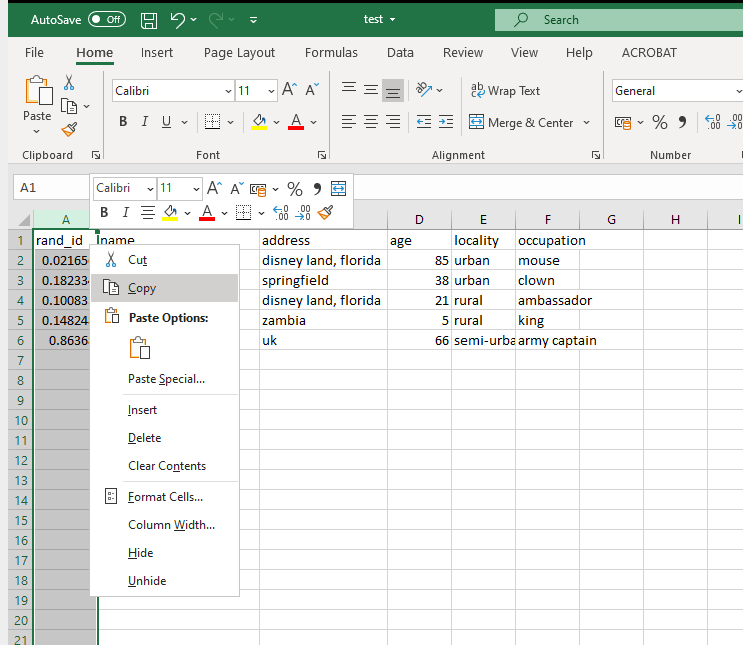 AutoSave Off test Search
File Home Insert Page Layout Formulas Data Review View Help ACROBAT
Calibri 11 A A ab Wrap Text General
Paste B I U A Merge & Center % 9
Clipboard Font Alignment Number
A1 Calibri 11 A A % 9
B I A
A D E F G H I
1 rand_id name address age locality occupation
2 0.02165 Cut disney land, florida 85 urban mouse
3 0.18233 Copy springfield 38 urban clown
4 0.10083 Paste Options: disney land, florida 21 rural ambassador
5 0.14824 zambia 5 rural king
6 0.8636 uk 66 semi-urba army captain
7
8 Paste Special...
9
10 Insert
11 Delete
12
13 Clear Contents
14 Format Cells...
15
16 Column Width...
17 Hide
18 Unhide
19
20
21